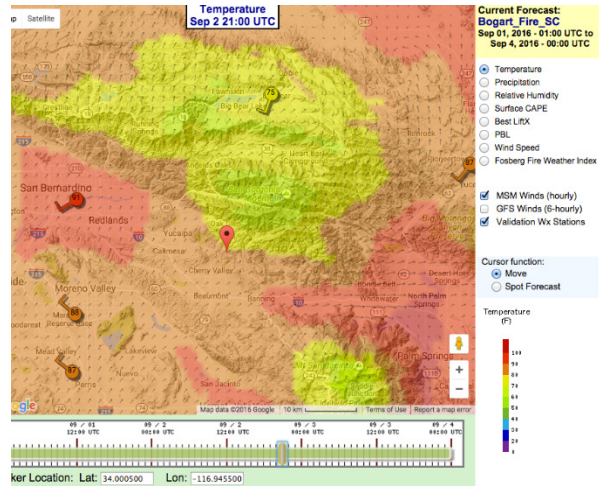 Temperature
Sep 2 21:00 UTC
Satellite
Current Forecast:
Bogart_Fire_SC
Sep 01, 2016 - 01:00 UTC to
Sep 4, 2016 - 00:00 UTC
Temperature
Precipitation
Relative Humidity
Surface CAPE
Best LiftX
PBL
Wind Speed
Fosberg Fire Weather Index
MSM Winds (hourly)
GFS Winds (6-hourly)
Validation Wx Stations
Cursor function:
Move
Spot Forecast
Temperature
(F)
100
90
80
70
60
50
40
30
20
10
0
75
Big Bear Lake
87
San Bernardino
91
Redlands
Yucaipa
Calimesa
Cherry Valley
Beaumont
Banning
Whitewater
North Palm
Springs
Desert Hot
Moreno Valley
88
Reserve Base
Mead Valley
87
Perris
Lakeview
Nuevo
San Jacinto
Palm Springs
Map data ©2016 Google
10 km
Terms of Use
Report a map error
09 / 01
12:00 UTC
09 / 2
00:00 UTC
09 / 2
12:00 UTC
09 / 3
00:00 UTC
09 / 3
12:00 UTC
09 / 4
00:00 UTC
ker Location: Lat: 34.000500 Lon: -116.945500